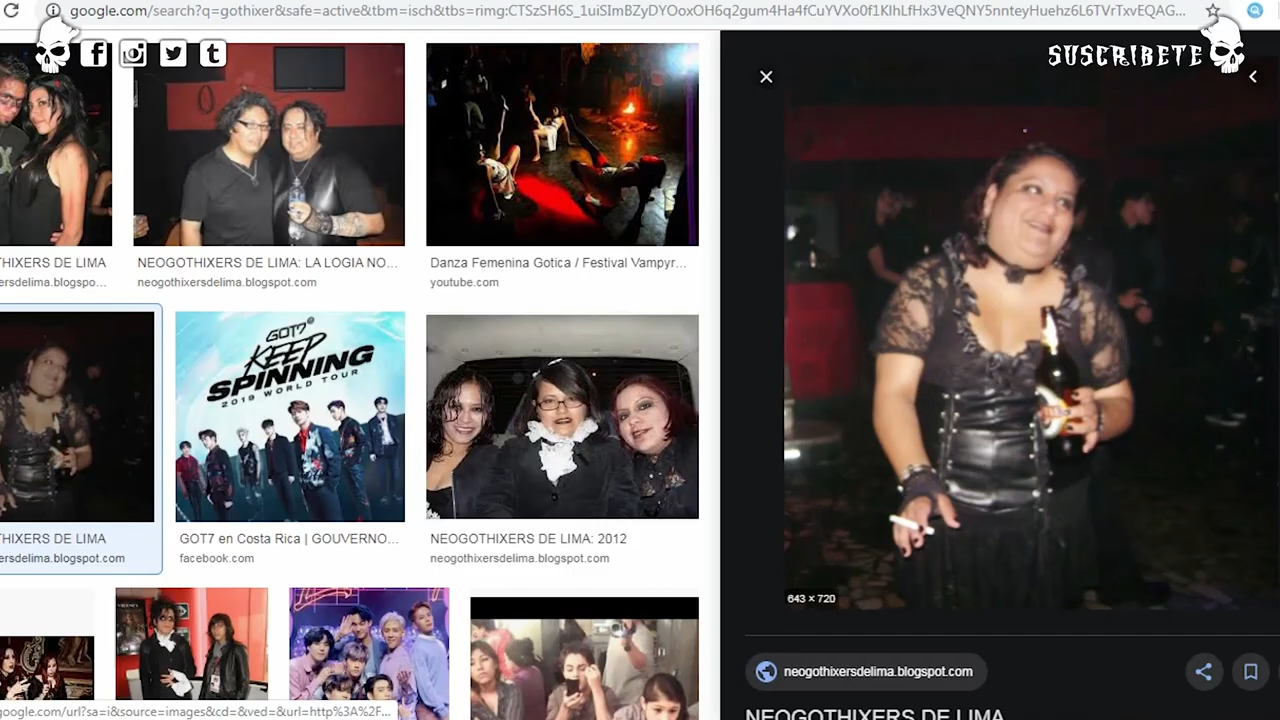 google.com/search?q=gothixer&safe=active&tbm=isch&tbs=rimg:CTSzSH6S_1uiSImBZyDYOoxOH6q2gum4Ha4fCuYVXo0f1KlhLfHx3VeQNY5nnteyHuehz6L6TVrTxvEQAG...
SUSCRIBETE
THIXERS DE LIMA
ersdelima.blogspo...
NEOGOTHIXERS DE LIMA: LA LOGIA NO...
neogothixersdelima.blogspot.com
Danza Femenina Gotica / Festival Vampyr...
youtube.com
GOT7
KEEP
SPINNING
2019 WORLD TOUR
THIXERS DE LIMA
ersdelima.blogspot.com
GOT7 en Costa Rica | GOUVERNO...
facebook.com
NEOGOTHIXERS DE LIMA: 2012
neogothixersdelima.blogspot.com
643 × 720
neogothixersdelima.blogspot.com
NEOGOTHIXERS DE LIMA
google.com/url?sa=i&source=images&cd=&ved=&url=http%3A%2F...